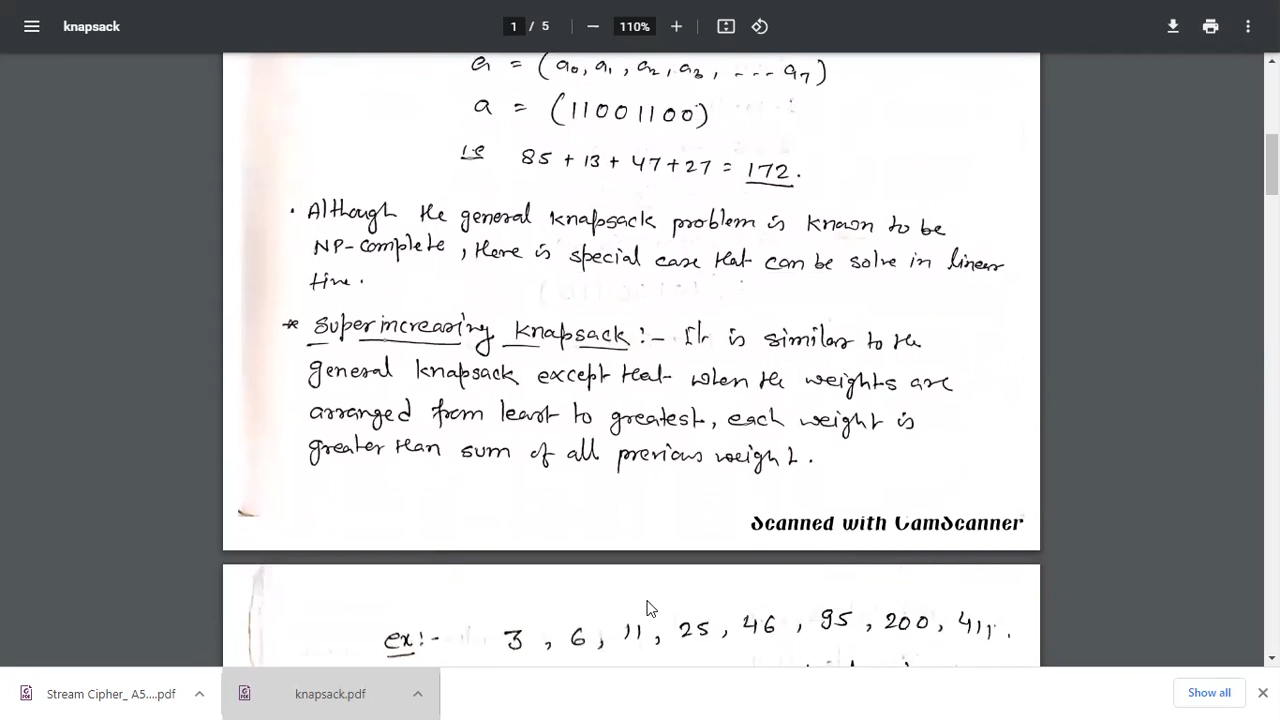 knapsack
1 / 5
110%
a = (a0, a1, a2, a3, ---- a7)
a = (11001100)
ie 85 + 13 + 47 + 27 = 172.
· Although the general knapsack problem is known to be
NP-complete, there is special case that can be solve in linear
time.
* Superincreasing knapsack :- It is similar to the
general knapsack except that when the weights are
arranged from least to greatest, each weight is
greater than sum of all previous weight.
Scanned with CamScanner
ex:- 3, 6, 11, 25, 46, 95, 200, 411.
Stream Cipher_ A5....pdf
knapsack.pdf
Show all